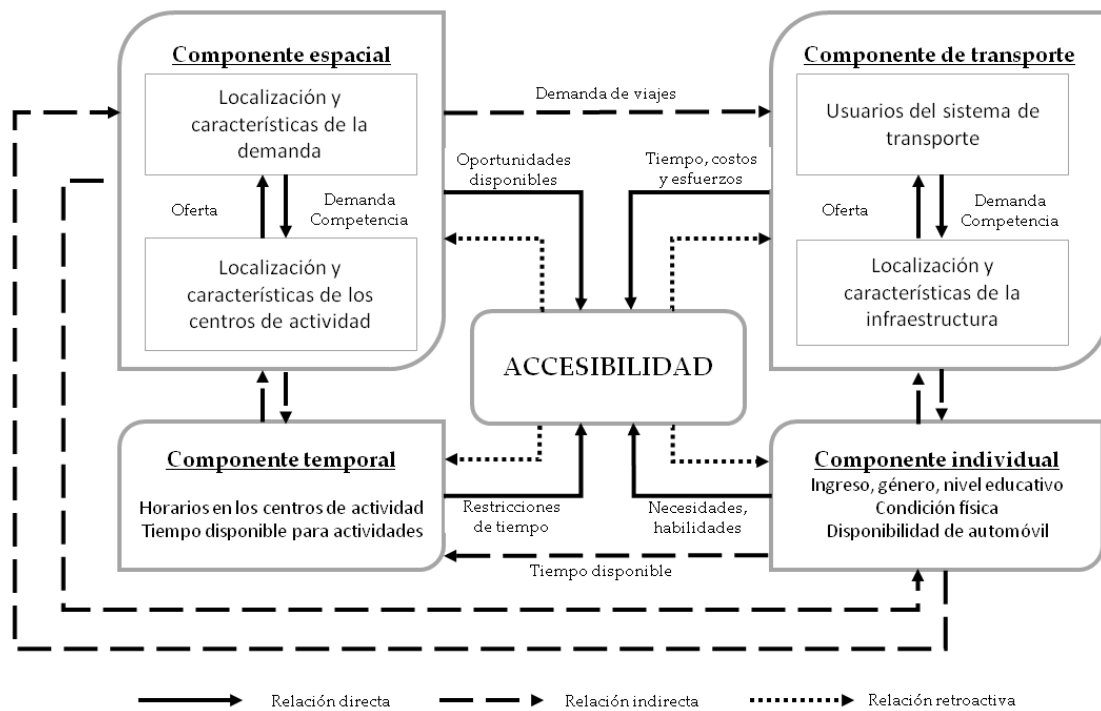 Componente espacial
Localización y
características de la
demanda
Oferta
Demanda
Competencia
Localización y
características de los
centros de actividad
Demanda de viajes
Oportunidades
disponibles
Tiempo, costos
y esfuerzos
Componente de transporte
Usuarios del sistema de
transporte
Oferta
Demanda
Competencia
Localización y
características de la
infraestructura
ACCESIBILIDAD
Componente temporal
Horarios en los centros de actividad
Tiempo disponible para actividades
Restricciones
de tiempo
Necesidades,
habilidades
Tiempo disponible
Componente individual
Ingreso, género, nivel educativo
Condición física
Disponibilidad de automóvil
Relación directa
Relación indirecta
Relación retroactiva